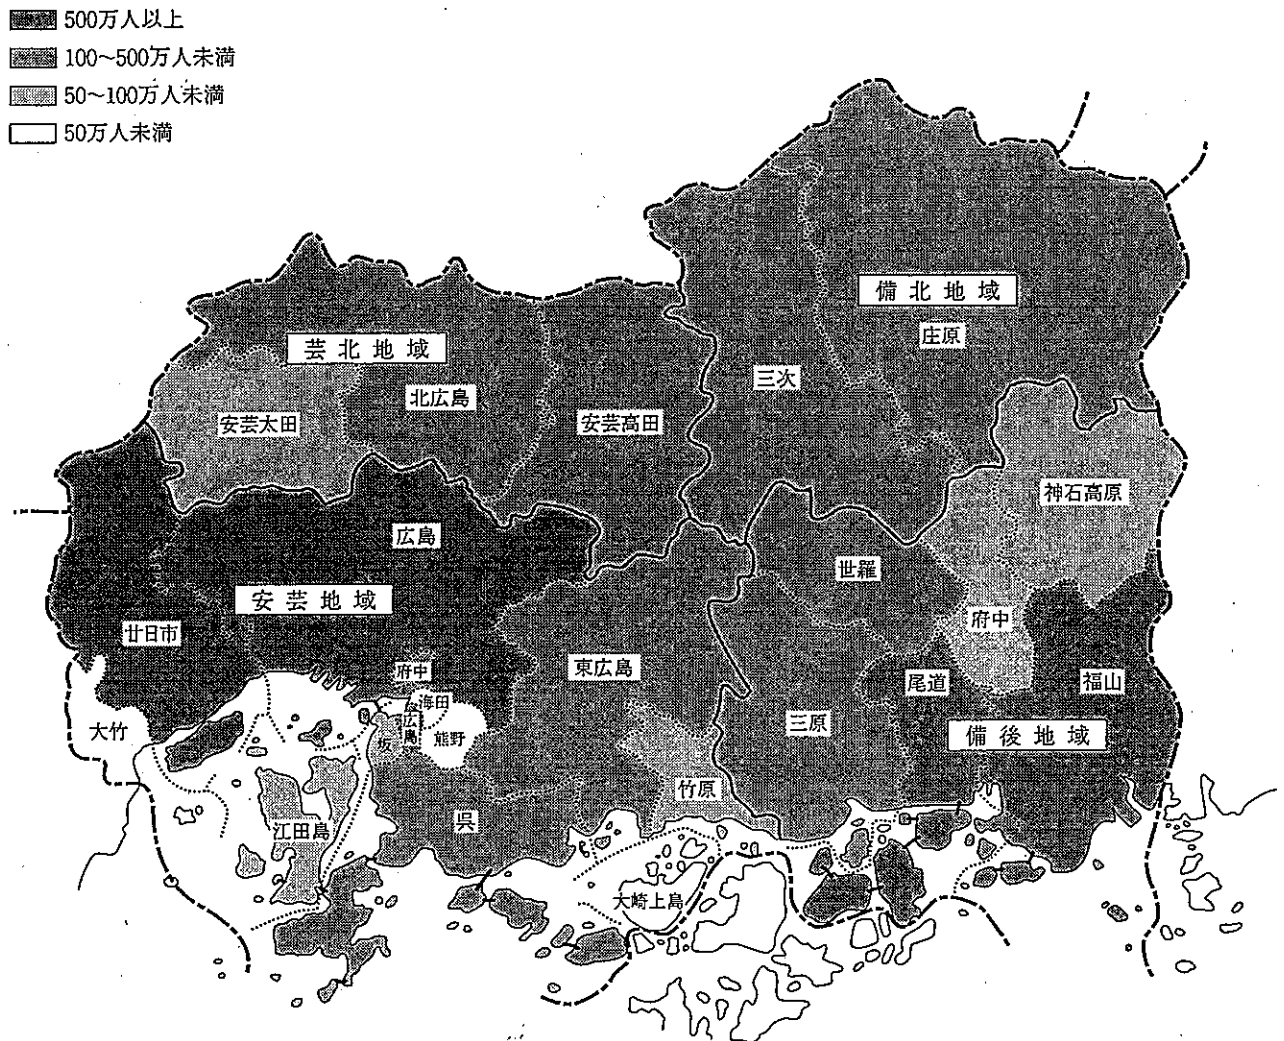 500万人以上
100〜500万人未満
50〜100万人未満
50万人未満
備北地域
庄原
芸北地域
三次
北広島
安芸太田
安芸高田
神石高原
広島
世羅
安芸地域
府中
廿日市
東広島
府中
尾道
福山
海田
広島
大竹
坂
熊野
三原
備後地域
竹原
呉
江田島
大崎上島